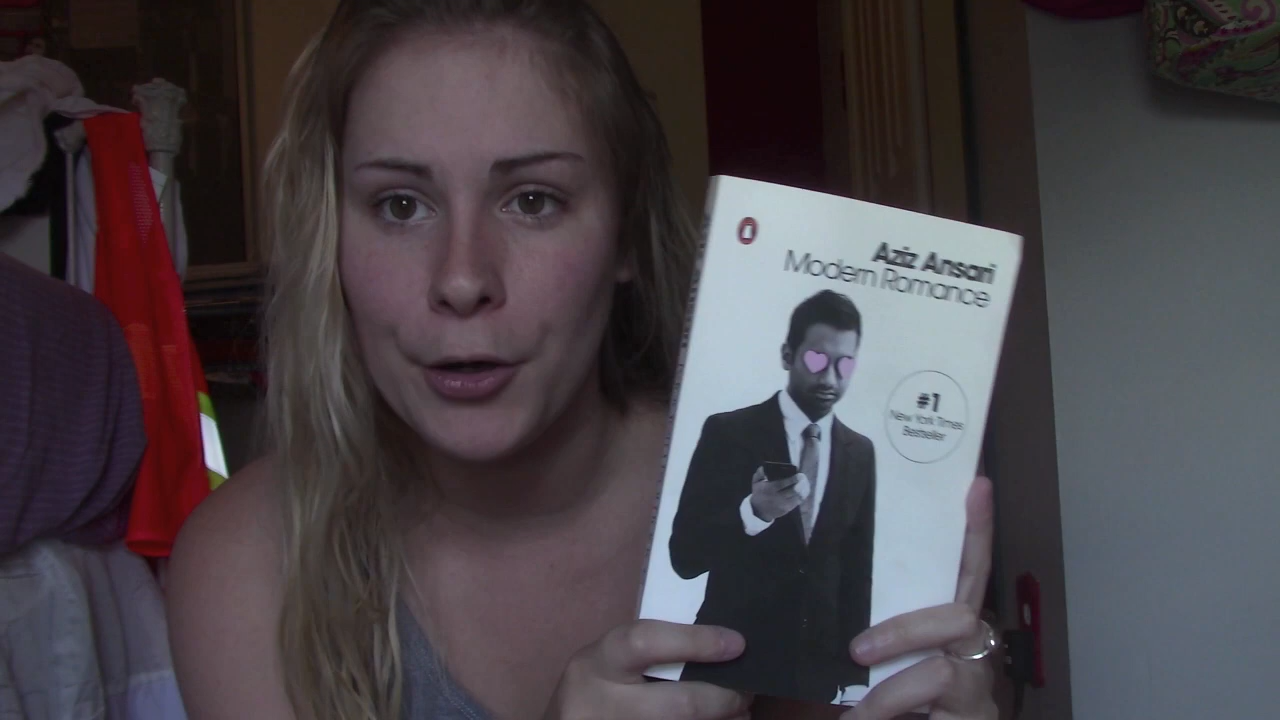 Aziz Ansari
Modern Romance
#1
New York Times
Bestseller